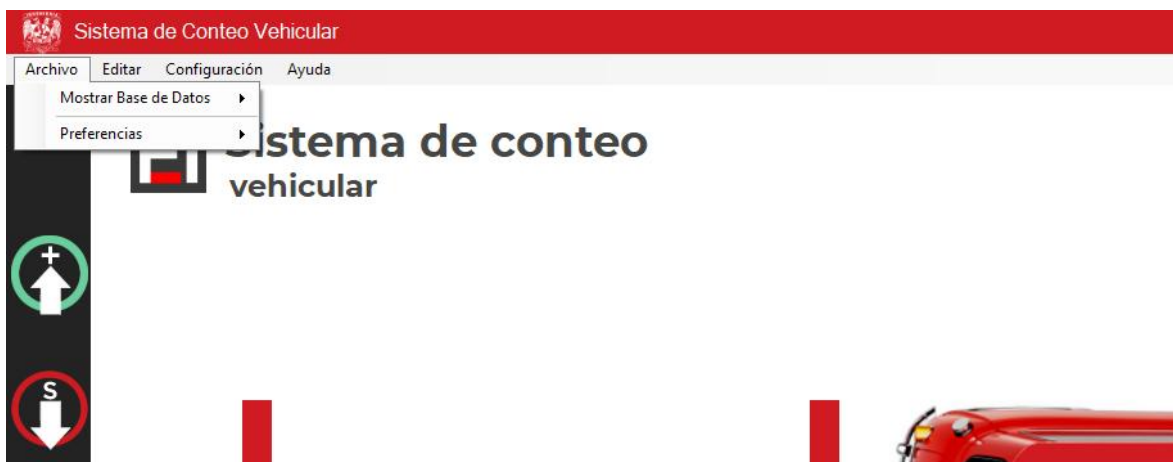 Sistema de Conteo Vehicular
Archivo Editar Configuración Ayuda
Mostrar Base de Datos
Preferencias
Sistema de conteo
vehicular
+
S